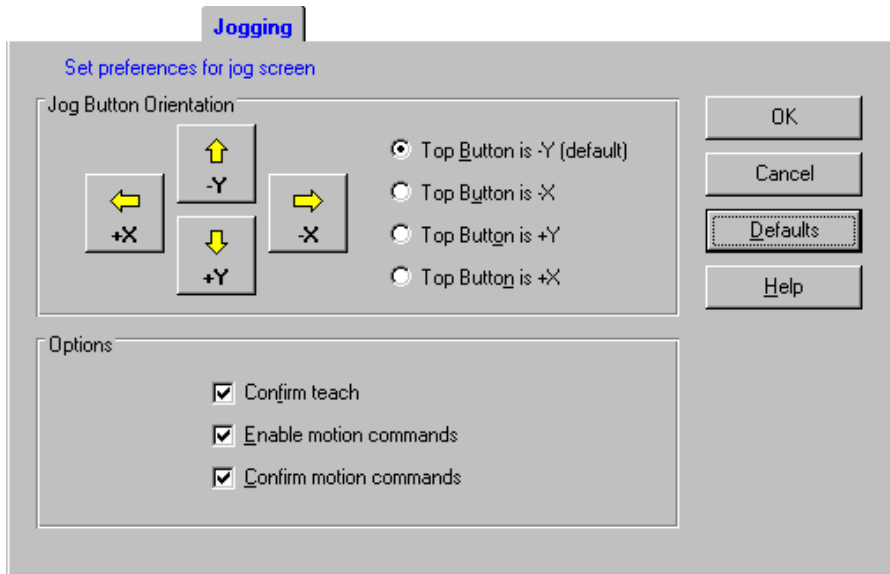 Jogging
Set preferences for jog screen
Jog Button Orientation
-Y
+X
-X
+Y
Top Button is -Y (default)
Top Button is -X
Top Button is +Y
Top Button is +X
OK
Cancel
Defaults
Help
Options
Confirm teach
Enable motion commands
Confirm motion commands